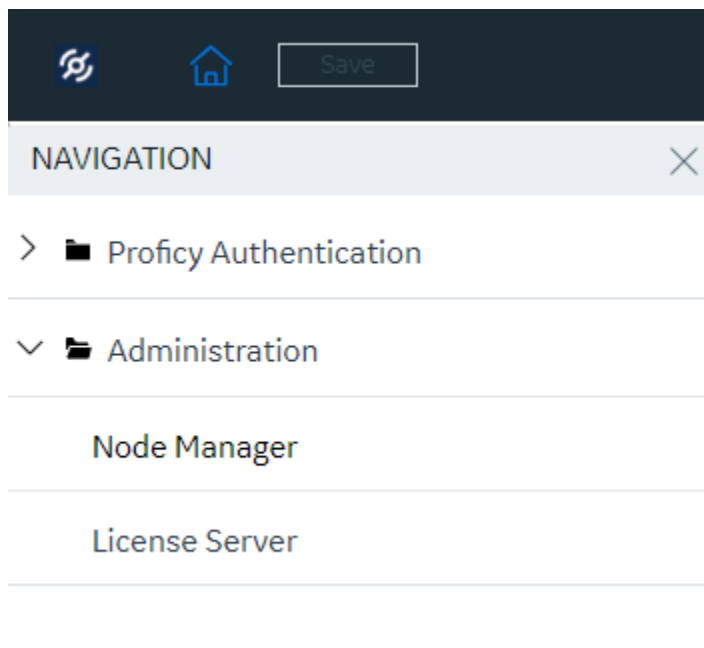 Save
NAVIGATION
Proficy Authentication
Administration
Node Manager
License Server